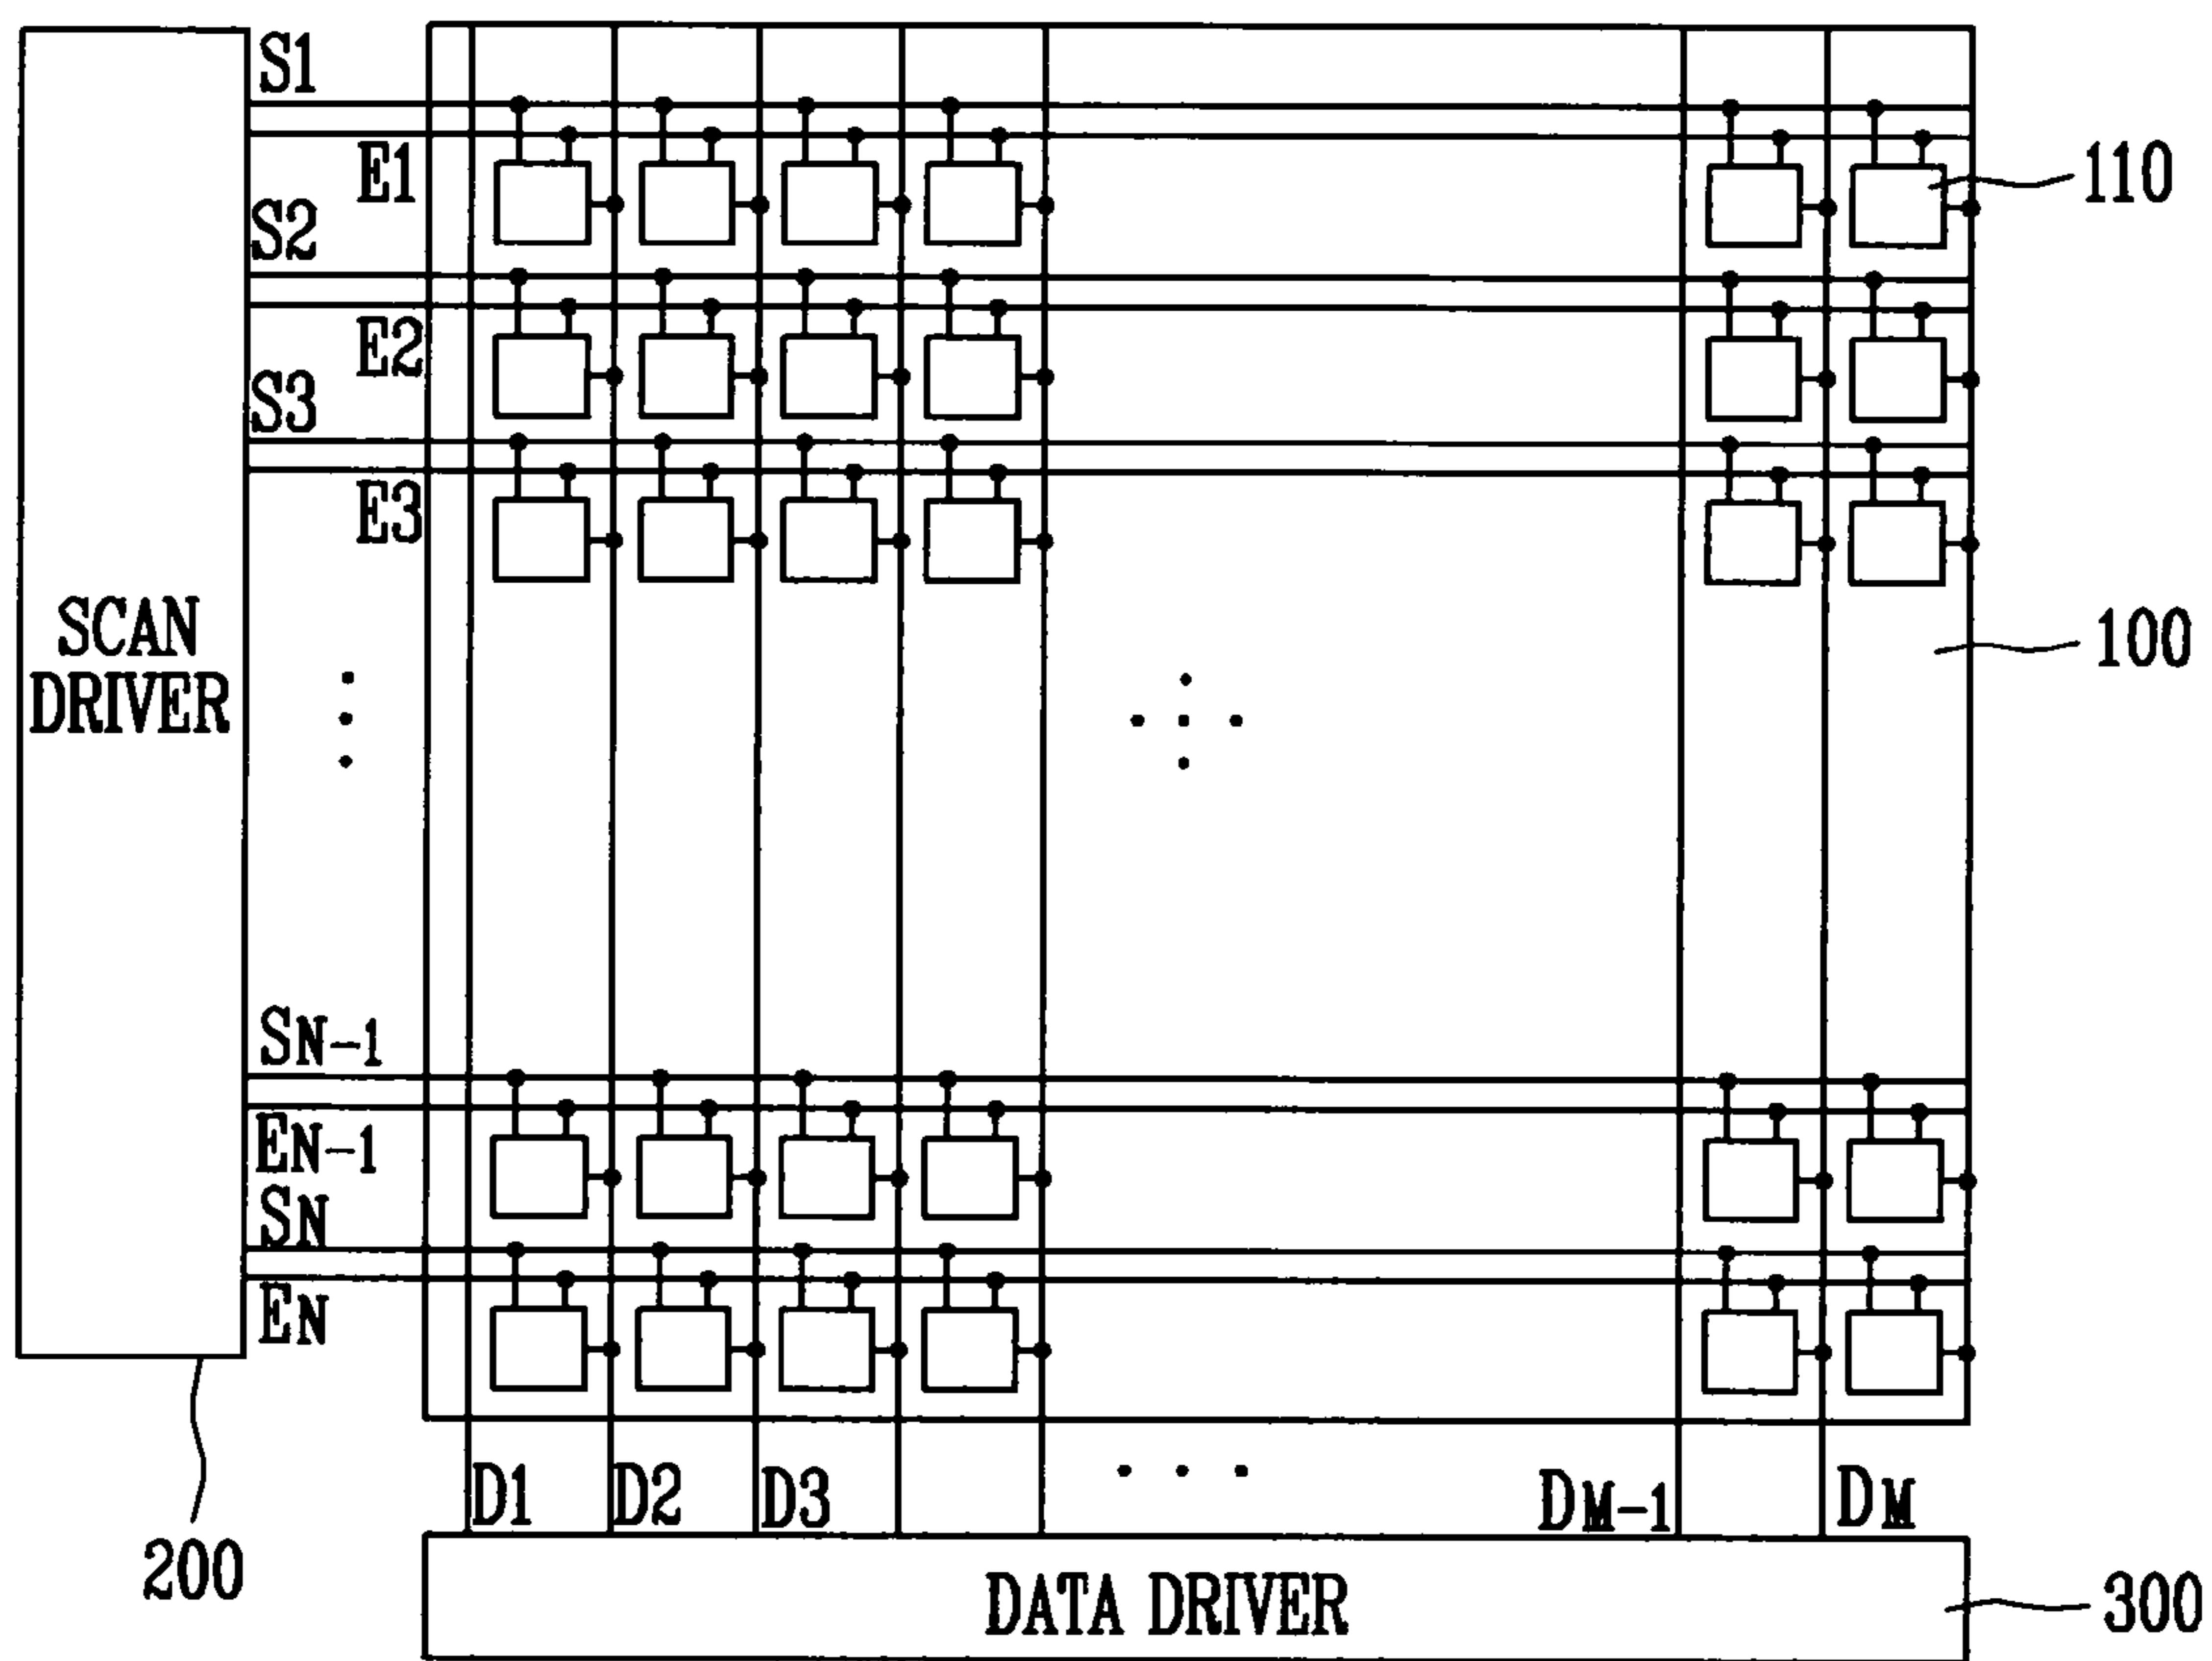 S1
E1
110
S2
E2
S3
E3
SCAN
DRIVER
100
SN-1
EN-1
SN
EN
D1 D2 D3 DM-1 DM
200
DATA DRIVER
300